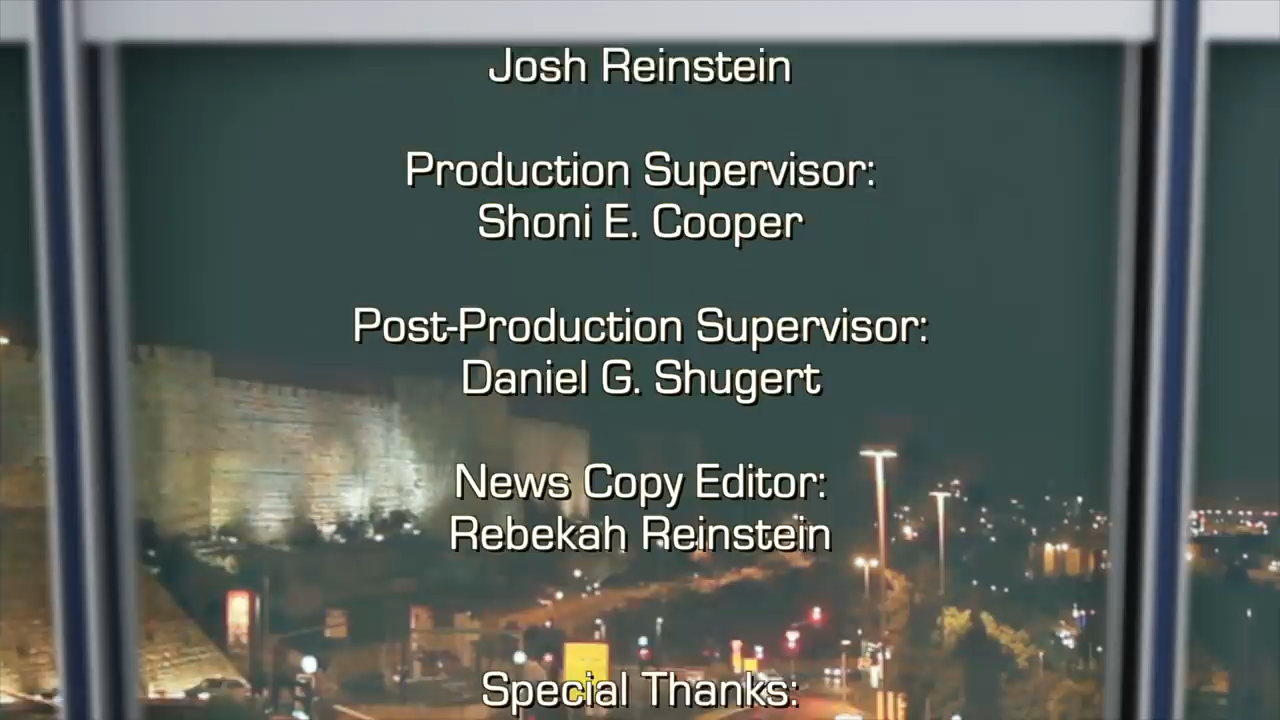 Josh Reinstein
Production Supervisor:
Shoni E. Cooper
Post-Production Supervisor:
Daniel G. Shugert
News Copy Editor:
Rebekah Reinstein
Special Thanks: